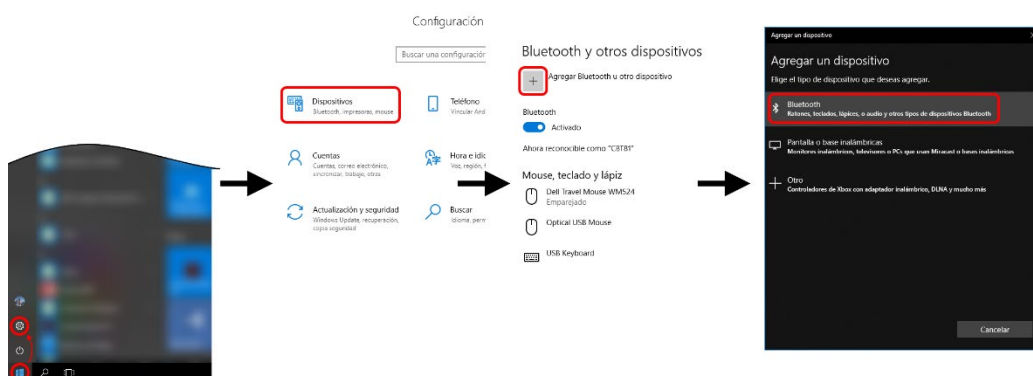 Configuración
Buscar una configuración
Dispositivos
Bluetooth, impresoras, mouse
Teléfono
Vincular And
Cuentas
Cuentas, correo electrónico,
sincronizar, trabajo, otras
Hora e idio
Voz, región, f
Actualización y seguridad
Windows Update, recuperación,
copia seguridad
Buscar
Idioma, perm
Bluetooth y otros dispositivos
Agregar Bluetooth u otro dispositivo
Bluetooth
Activado
Ahora reconocible como "C8T81"
Mouse, teclado y lápiz
Dell Travel Mouse WM524
Emparejado
Optical USB Mouse
USB Keyboard
Agregar un dispositivo
Agregar un dispositivo
Elige el tipo de dispositivo que deseas agregar.
Bluetooth
Ratones, teclados, lápices, o audio y otros tipos de dispositivos Bluetooth
Pantalla o base inalámbricas
Monitores inalámbricos, televisores o PCs que usan Miracast o bases inalámbricas
Otro
Controladores de Xbox con adaptador inalámbrico, DLNA y mucho más
Cancelar